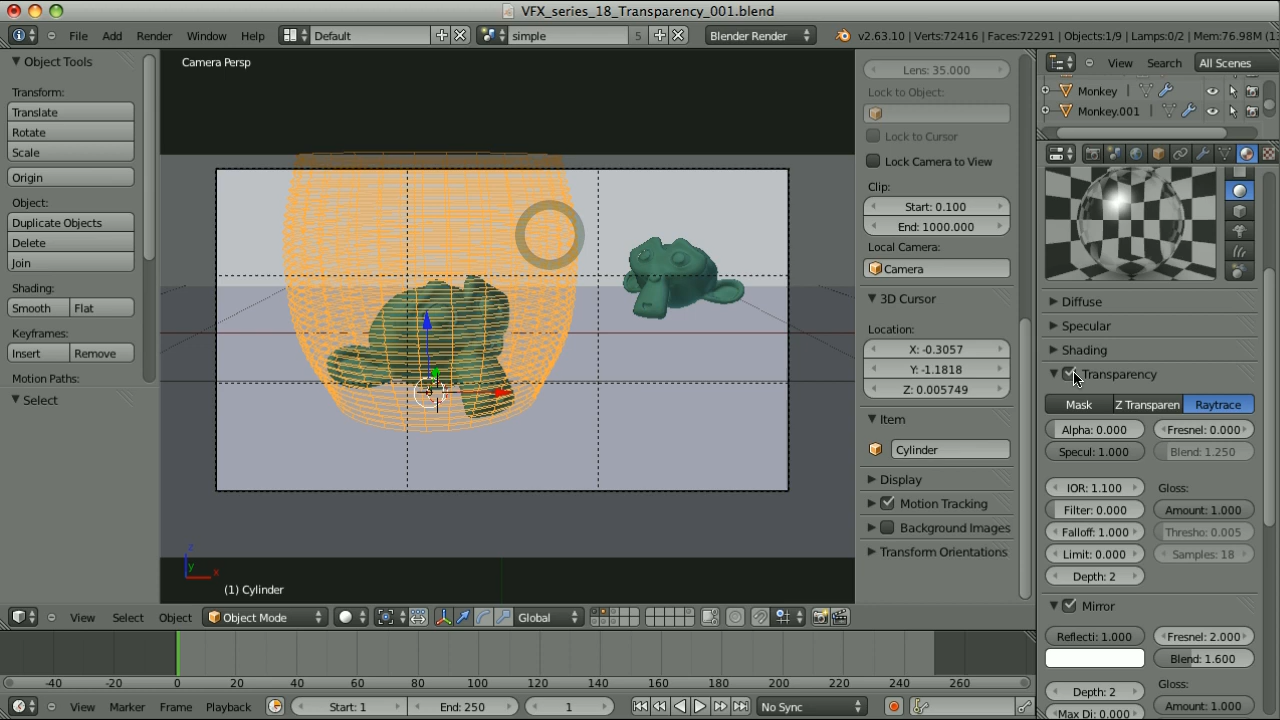 VFX_series_18_Transparency_001.blend
File Add Render Window Help Default simple 5 Blender Render v2.63.10 | Verts:72416 | Faces:72291 | Objects:1/9 | Lamps:0/2 | Mem:76.98M
Object Tools
Transform:
Translate
Rotate
Scale
Origin
Object:
Duplicate Objects
Delete
Join
Shading:
Smooth Flat
Keyframes:
Insert Remove
Motion Paths:
Select
Camera Persp
z
y x
(1) Cylinder
Lens: 35.000
Lock to Object:
Lock to Cursor
Lock Camera to View
Clip:
Start: 0.100
End: 1000.000
Local Camera:
Camera
3D Cursor
Location:
X: -0.3057
Y: -1.1818
Z: 0.005749
Item
Cylinder
Display
Motion Tracking
Background Images
Transform Orientations
View Search All Scenes
Monkey
Monkey.001
Diffuse
Specular
Shading
Transparency
Mask Z Transparen Raytrace
Alpha: 0.000 Fresnel: 0.000
Specul: 1.000 Blend: 1.250
IOR: 1.100 Gloss:
Filter: 0.000 Amount: 1.000
Falloff: 1.000 Thresho: 0.005
Limit: 0.000 Samples: 18
Depth: 2
Mirror
Reflecti: 1.000 Fresnel: 2.000
Blend: 1.600
Depth: 2 Gloss:
Max Di: 0.000 Amount: 1.000
View Select Object Object Mode Global
-40 -20 0 20 40 60 80 100 120 140 160 180 200 220 240 260
View Marker Frame Playback Start: 1 End: 250 1 No Sync